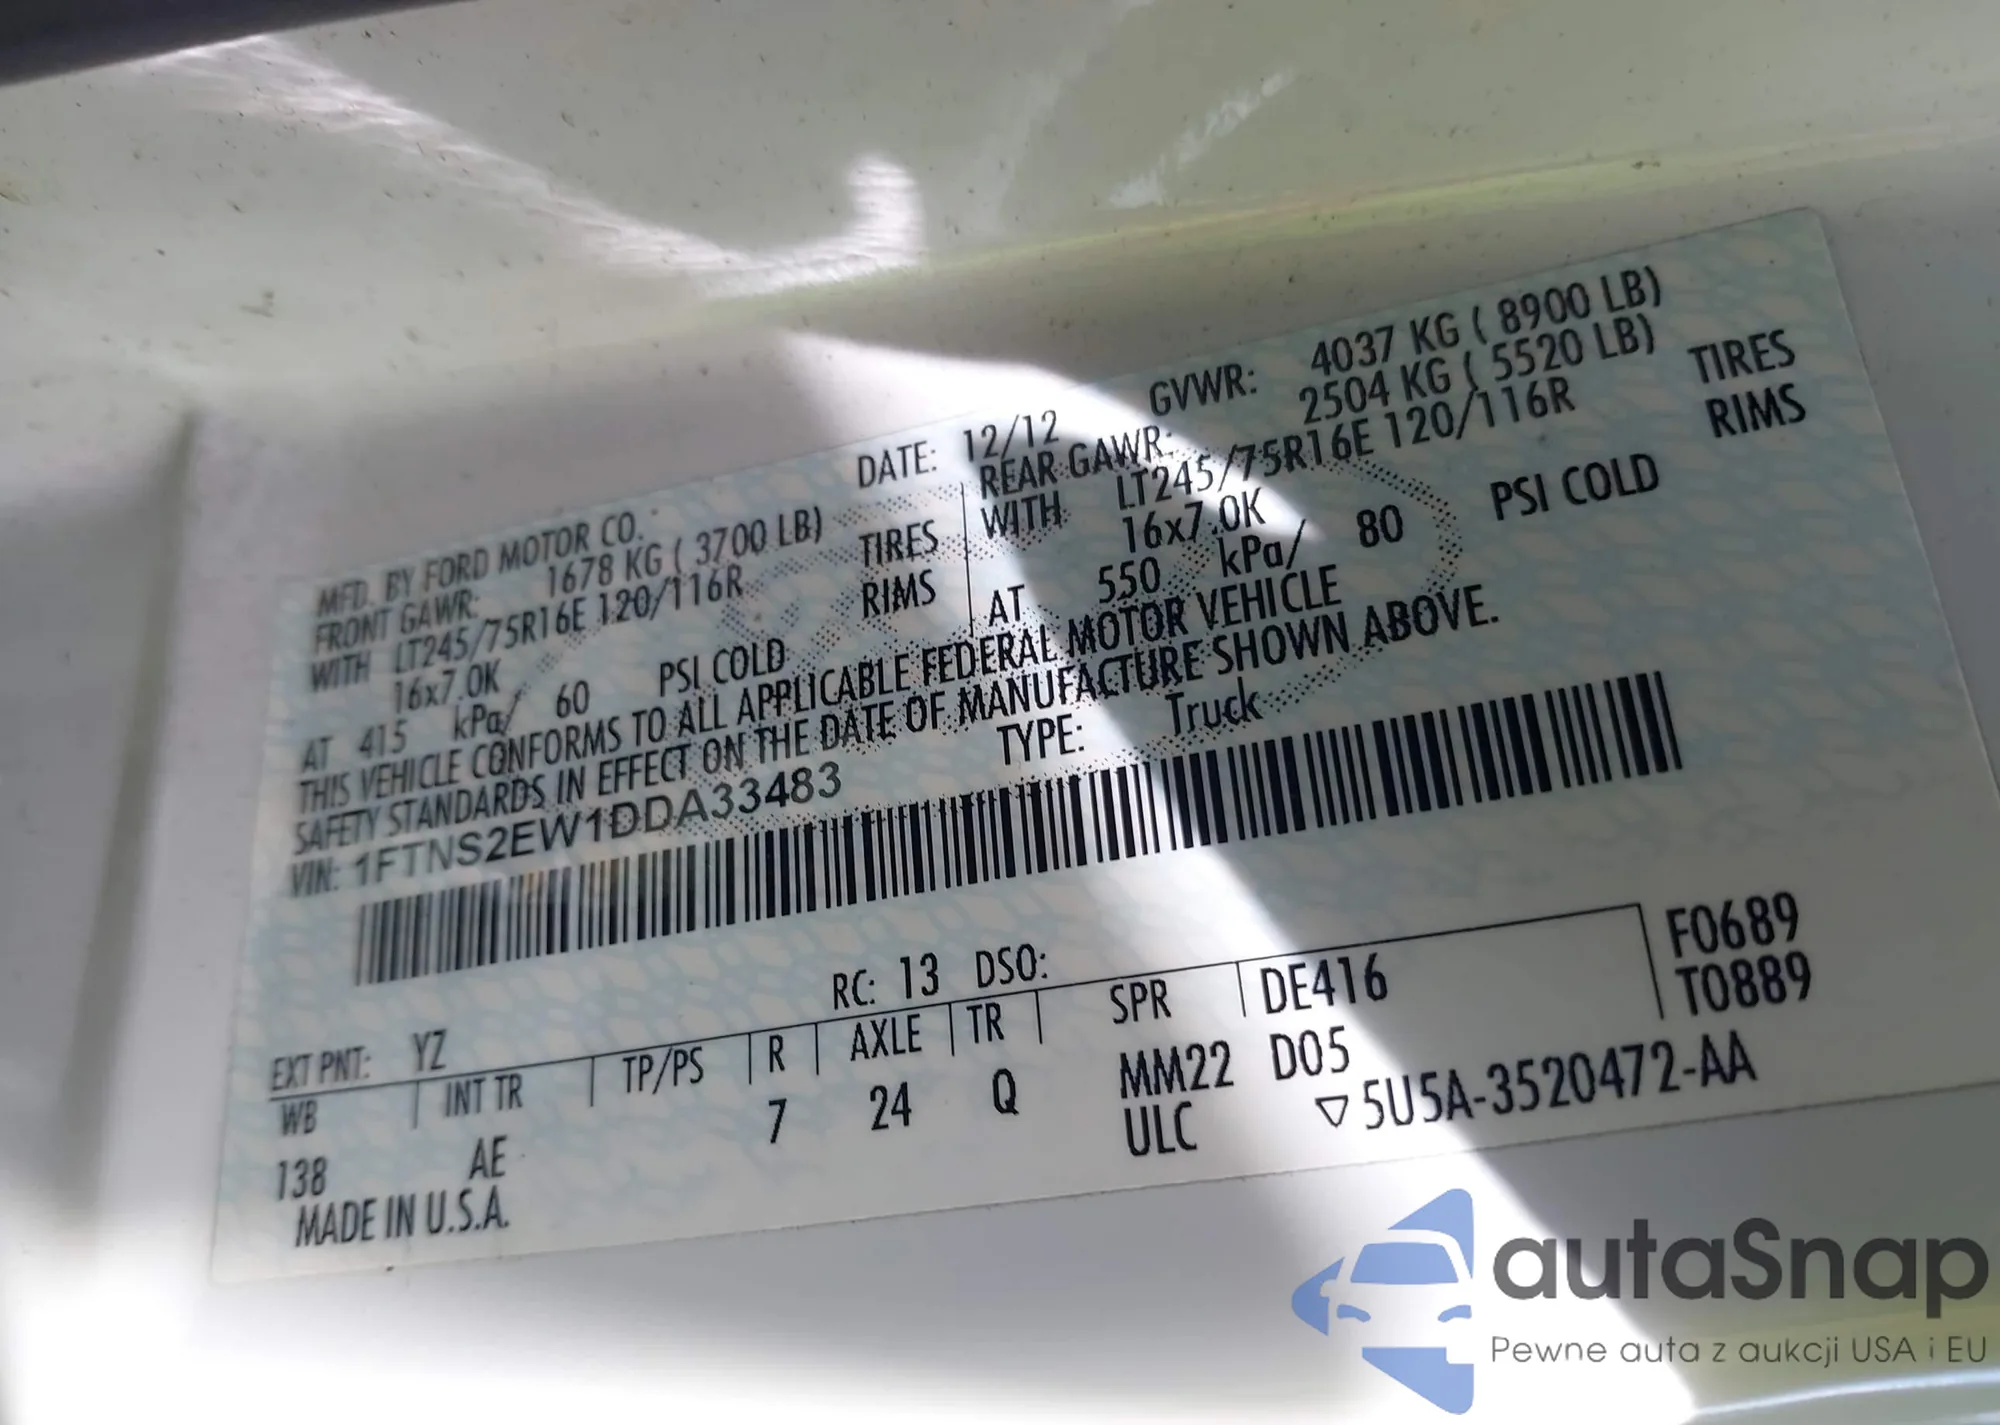 MFD. BY FORD MOTOR CO. DATE: 12/12 GVWR: 4037 KG ( 8900 LB)
FRONT GAWR: 1678 KG ( 3700 LB) REAR GAWR: 2504 KG ( 5520 LB)
WITH LT245/75R16E 120/116R TIRES WITH LT245/75R16E 120/116R TIRES
16x7.0K RIMS 16x7.0K RIMS
AT 415 kPa/ 60 PSI COLD AT 550 kPa/ 80 PSI COLD
THIS VEHICLE CONFORMS TO ALL APPLICABLE FEDERAL MOTOR VEHICLE
SAFETY STANDARDS IN EFFECT ON THE DATE OF MANUFACTURE SHOWN ABOVE.
VIN: 1FTNS2EW1DDA33483 TYPE: Truck
F0689
T0889
EXT PNT: YZ RC: 13 DSO:
WB INT TR TP/PS R AXLE TR SPR DE416
138 AE 7 24 Q MM22 D05
MADE IN U.S.A. ULC ▽5U5A-3520472-AA
autaSnap
Pewne auta z aukcji USA i EU